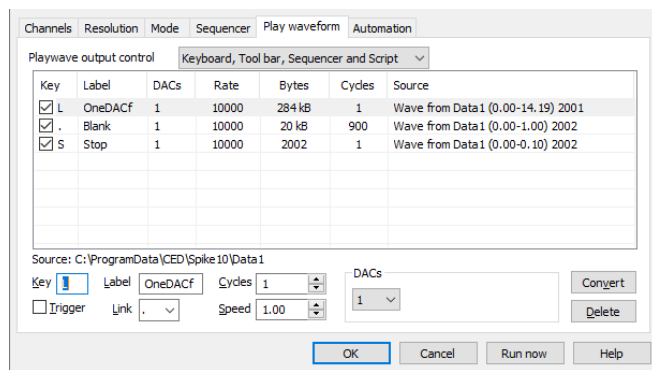 Channels Resolution Mode Sequencer Play waveform Automation
Playwave output control Keyboard, Tool bar, Sequencer and Script
Key Label DACs Rate Bytes Cycles Source
L OneDACf 1 10000 284 kB 1 Wave from Data1 (0.00-14.19) 2001
. Blank 1 10000 20 kB 900 Wave from Data1 (0.00-1.00) 2002
S Stop 1 10000 2002 1 Wave from Data1 (0.00-0.10) 2002
Source: C:\ProgramData\CED\Spike10\Data1
Key L Label OneDACf Cycles 1 DACs Convert
Trigger Link . Speed 1.00 1 Delete
OK Cancel Run now Help